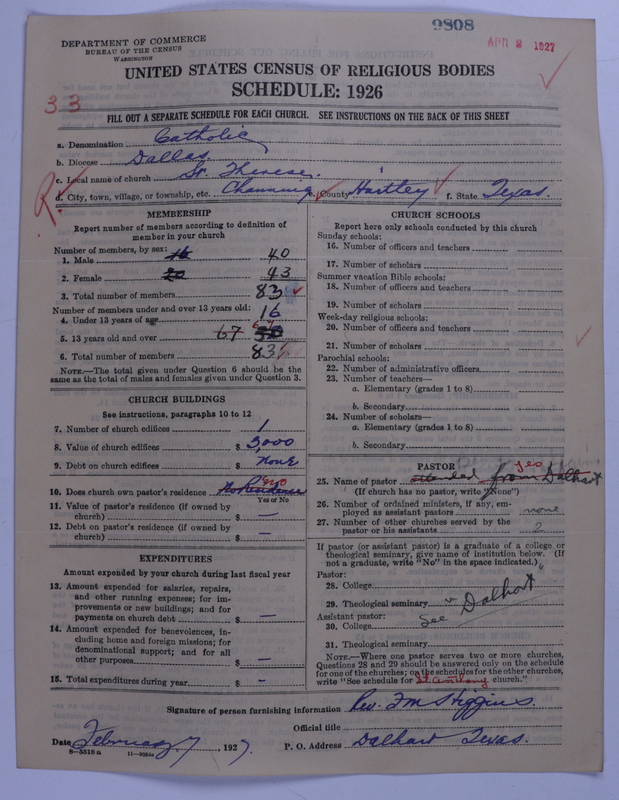 9808
DEPARTMENT OF COMMERCE
BUREAU OF THE CENSUS
WASHINGTON
APR 2 1927
UNITED STATES CENSUS OF RELIGIOUS BODIES
SCHEDULE: 1926
33
FILL OUT A SEPARATE SCHEDULE FOR EACH CHURCH. SEE INSTRUCTIONS ON THE BACK OF THIS SHEET
a. Denomination Catholic
b. Diocese Dallas.
c. Local name of church St. Therese.
d. City, town, village, or township, etc. Channing e. County Hartley f. State Texas.
MEMBERSHIP
Report number of members according to definition of
member in your church
Number of members, by sex:
1. Male 16 40
2. Female 20 43
3. Total number of members 83
Number of members under and over 13 years old:
4. Under 13 years of age 16
5. 13 years old and over 67
6. Total number of members 83
NOTE.—The total given under Question 6 should be
same as the total of males and females given under Question 3.
CHURCH BUILDINGS
See instructions, paragraphs 10 to 12
7. Number of church edifices 1
8. Value of church edifices $ 3,000
9. Debt on church edifices $ None
10. Does church own pastor's residence No
Yes or No
11. Value of pastor's residence (if owned by
church) $ —
12. Debt on pastor's residence (if owned by
church) $ —
EXPENDITURES
Amount expended by your church during last fiscal year
13. Amount expended for salaries, repairs,
and other running expenses; for im-
provements or new buildings; and for
payments on church debt $ —
14. Amount expended for benevolences, in-
cluding home and foreign missions; for
denominational support; and for all
other purposes $ —
15. Total expenditures during year $ —
CHURCH SCHOOLS
Report here only schools conducted by this church
Sunday schools:
16. Number of officers and teachers
17. Number of scholars
Summer vacation Bible schools:
18. Number of officers and teachers
19. Number of scholars
Week-day religious schools:
20. Number of officers and teachers
21. Number of scholars
Parochial schools:
22. Number of administrative officers
23. Number of teachers—
a. Elementary (grades 1 to 8)
b. Secondary
24. Number of scholars—
a. Elementary (grades 1 to 8)
b. Secondary
PASTOR
yes
25. Name of pastor attended from Dalhart
(If church has no pastor, write "None")
26. Number of ordained ministers, if any, em-
ployed as assistant pastors none
27. Number of other churches served by the
pastor or his assistants 2
If pastor (or assistant pastor) is a graduate of a college or
theological seminary, give name of institution below. (If
not a graduate, write "No" in the space indicated.)
Pastor:
28. College
29. Theological seminary
Assistant pastor: See Dalhart
30. College
31. Theological seminary
NOTE.—Where one pastor serves two or more churches,
Questions 28 and 29 should be answered only on the schedule
for one of the churches; on the schedules for the other churches,
write "See schedule for St. Anthony church."
Signature of person furnishing information Rev. F M Higgins
Official title
Date February 7, 1927. P. O. Address Dalhart Texas.
8—5518 a